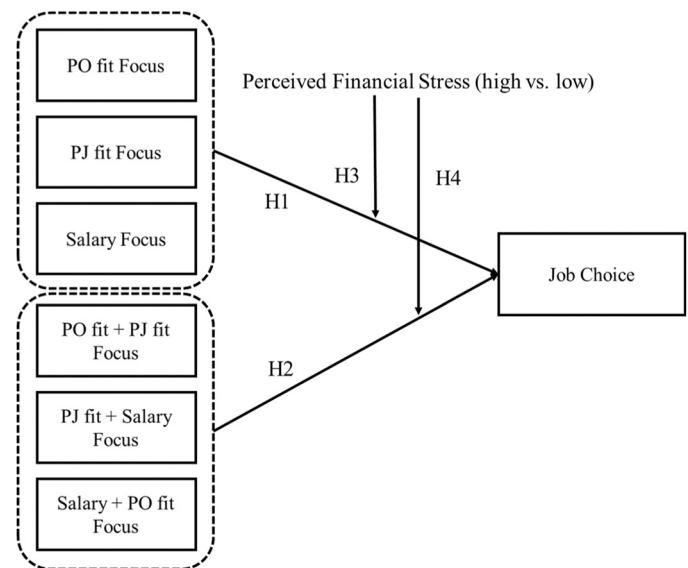 PO fit Focus
PJ fit Focus
Salary Focus
PO fit + PJ fit
Focus
PJ fit + Salary
Focus
Salary + PO fit
Focus
Perceived Financial Stress (high vs. low)
H3
H4
H1
H2
Job Choice